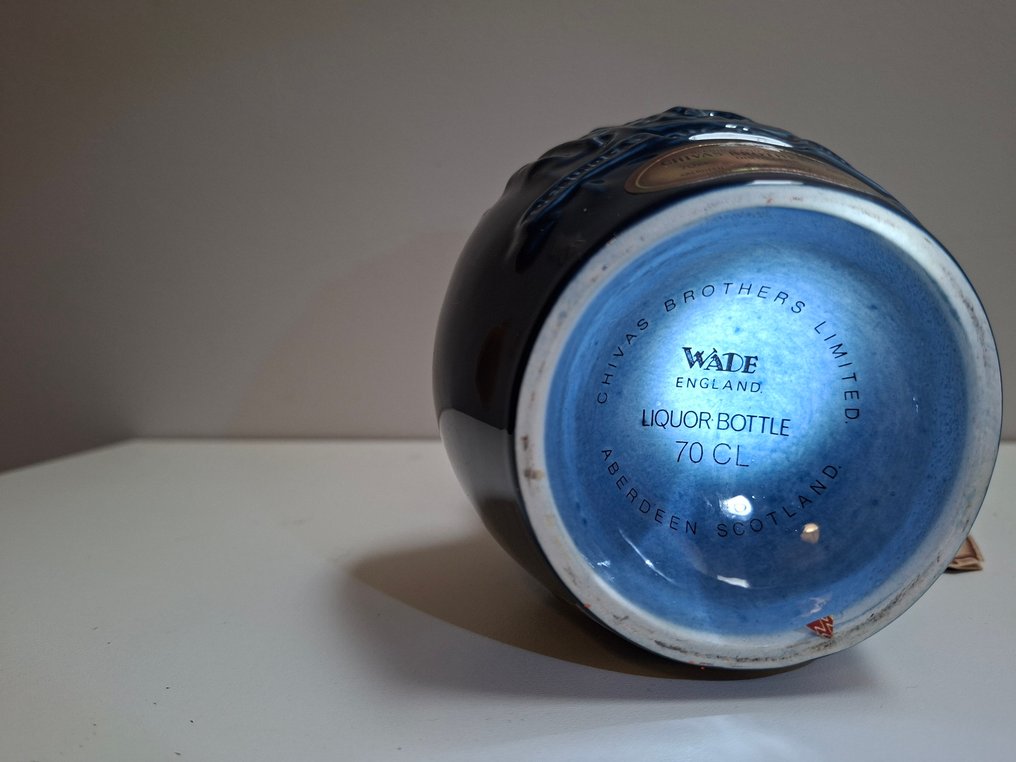 CHIVAS BROTHERS LIMITED.
WADE
ENGLAND.
LIQUOR BOTTLE
70 CL
ABERDEEN SCOTLAND.